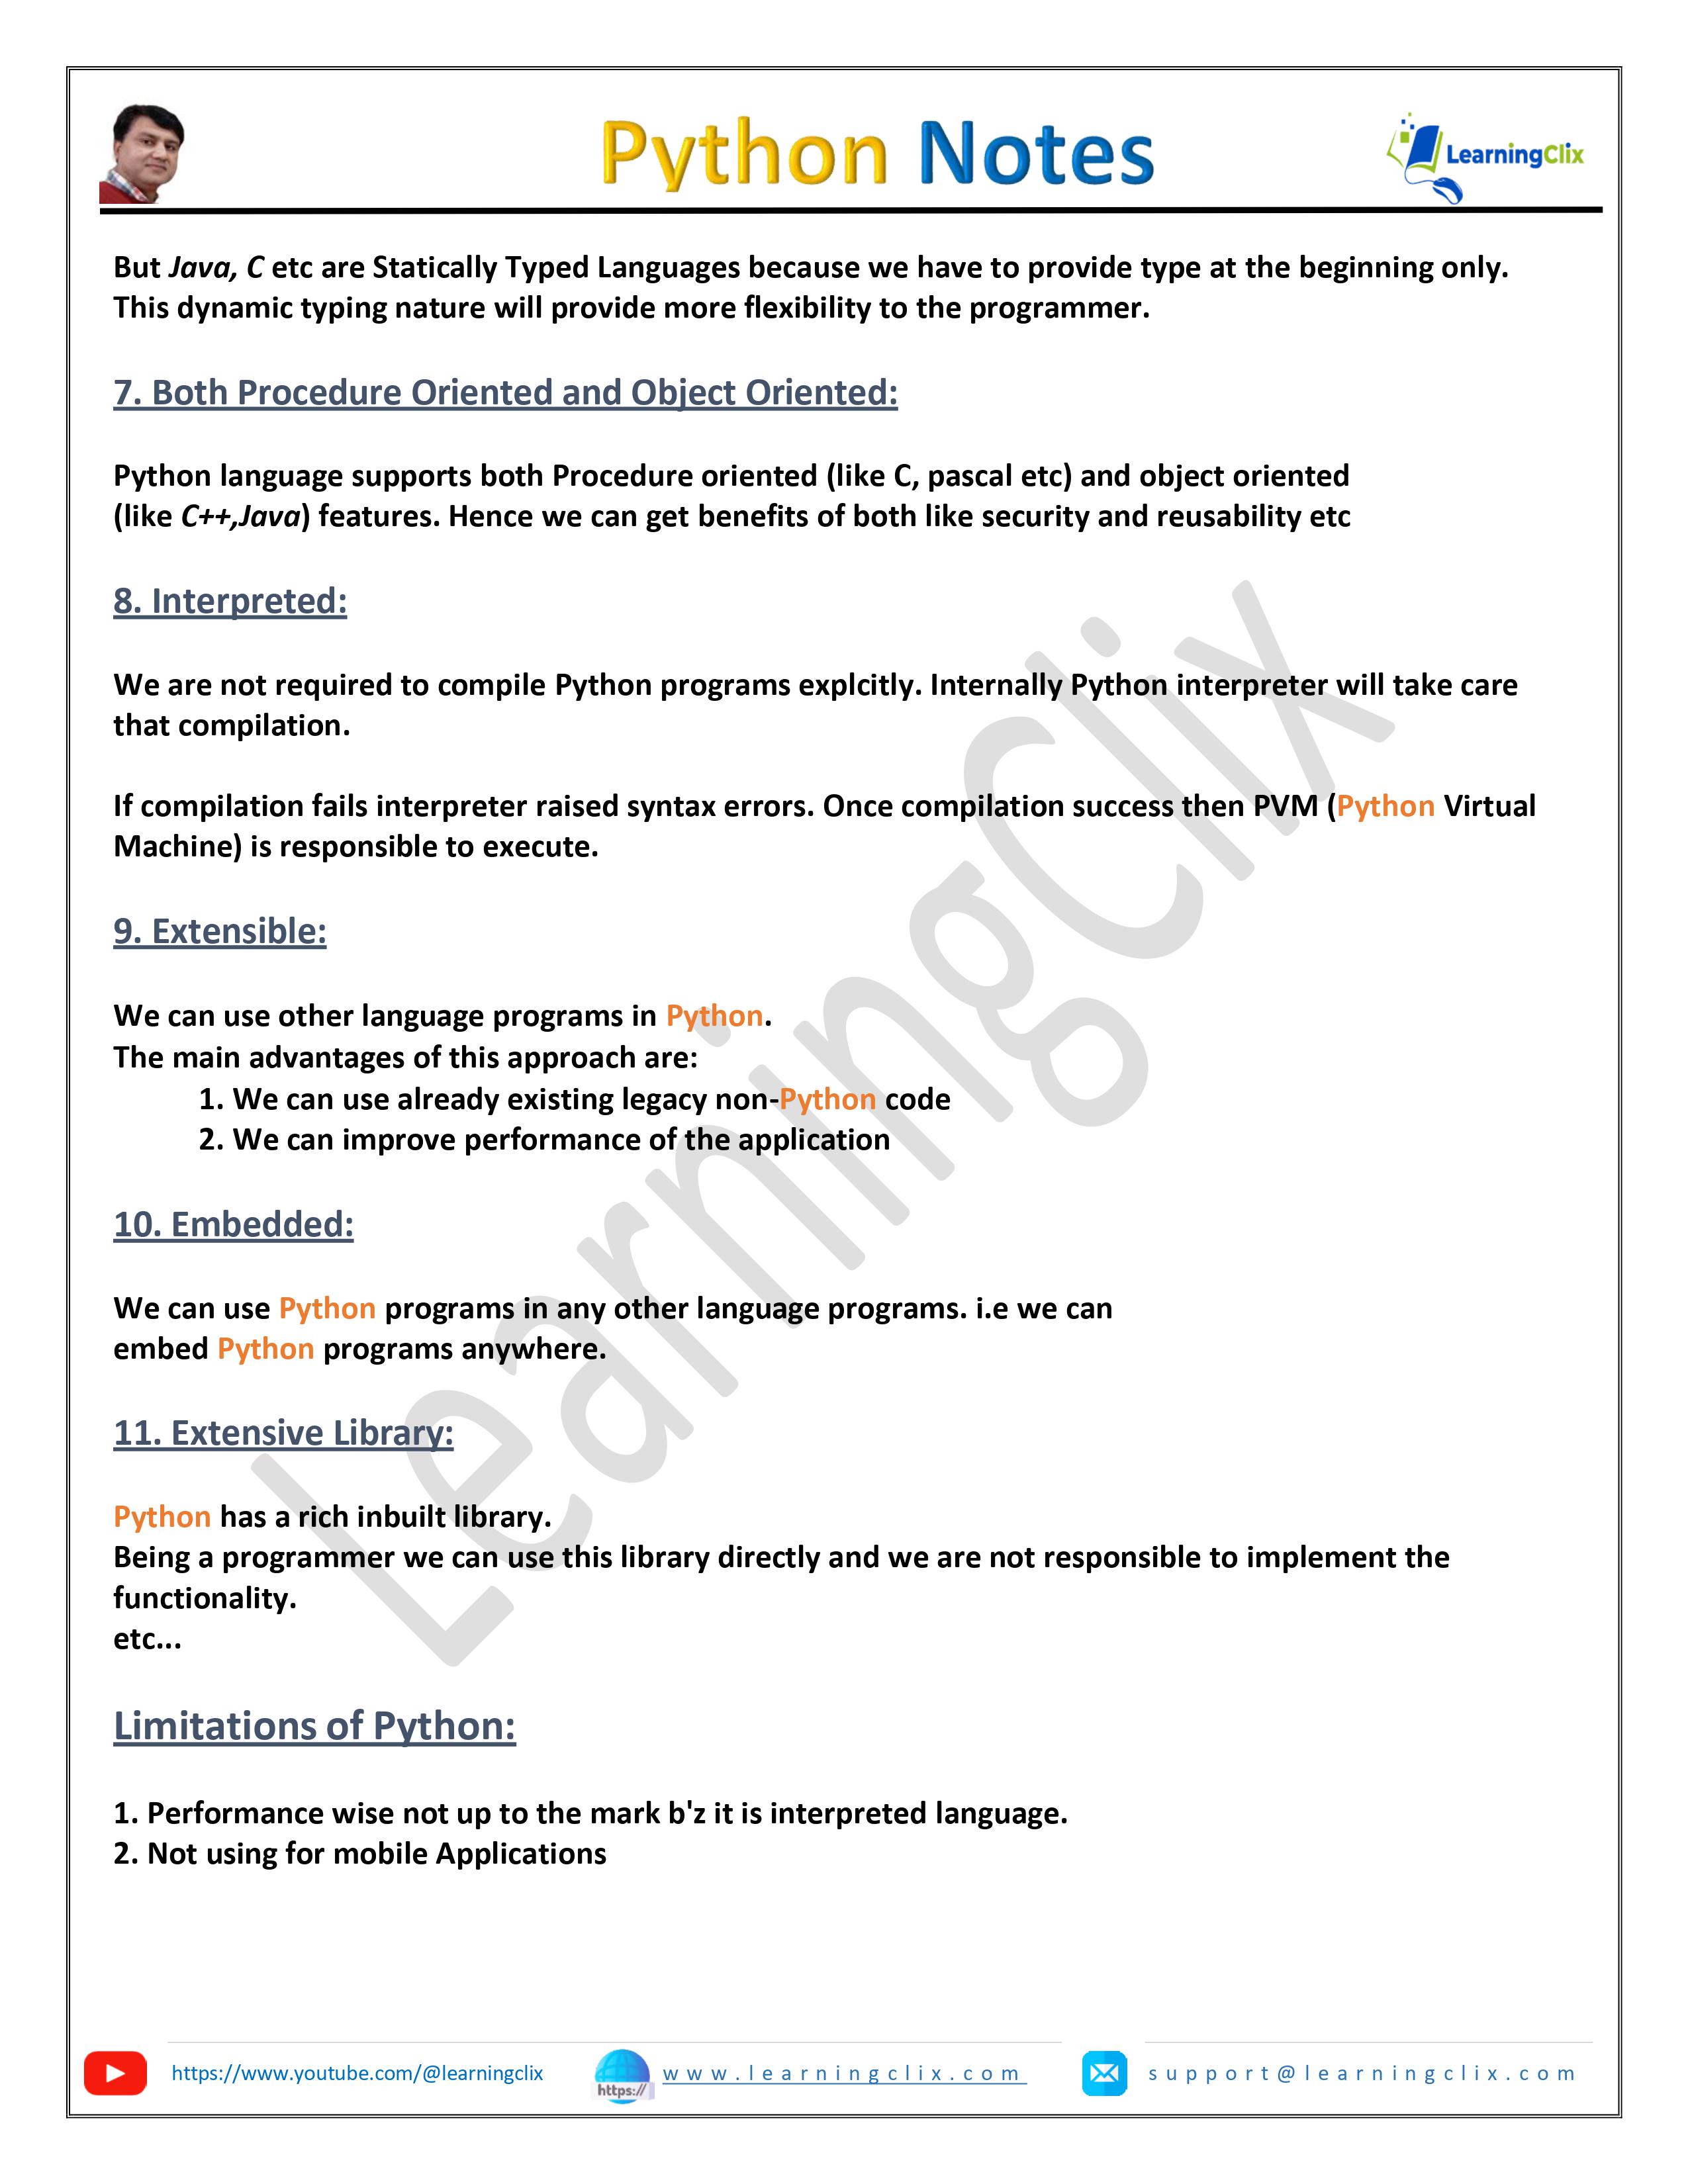 Python Notes
LearningClix
But Java, C etc are Statically Typed Languages because we have to provide type at the beginning only.
This dynamic typing nature will provide more flexibility to the programmer.
7. Both Procedure Oriented and Object Oriented:
Python language supports both Procedure oriented (like C, pascal etc) and object oriented
(like C++,Java) features. Hence we can get benefits of both like security and reusability etc
8. Interpreted:
We are not required to compile Python programs explcitly. Internally Python interpreter will take care
that compilation.
If compilation fails interpreter raised syntax errors. Once compilation success then PVM (Python Virtual
Machine) is responsible to execute.
9. Extensible:
We can use other language programs in Python.
The main advantages of this approach are:
1. We can use already existing legacy non-Python code
2. We can improve performance of the application
10. Embedded:
We can use Python programs in any other language programs. i.e we can
embed Python programs anywhere.
11. Extensive Library:
Python has a rich inbuilt library.
Being a programmer we can use this library directly and we are not responsible to implement the
functionality.
etc...
Limitations of Python:
1. Performance wise not up to the mark b'z it is interpreted language.
2. Not using for mobile Applications
LearningClix
https://www.youtube.com/@learningclix
https://
www.learningclix.com
support@learningclix.com